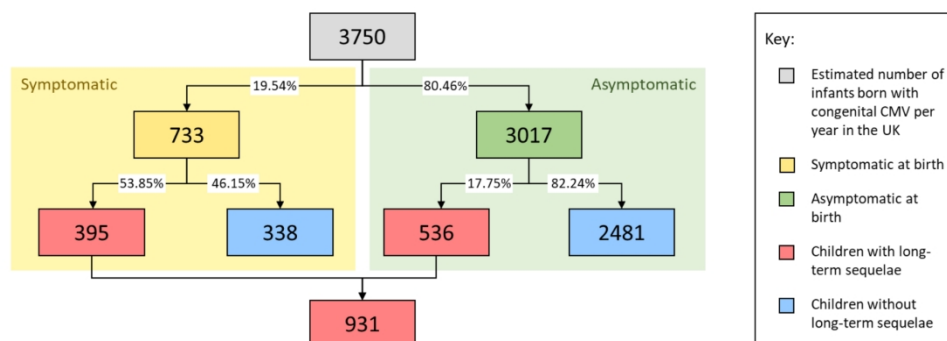 3750
Symptomatic
19.54%
80.46%
Asymptomatic
733
3017
53.85%
46.15%
17.75%
82.24%
395
338
536
2481
931
Key:
Estimated number of
infants born with
congenital CMV per
year in the UK
Symptomatic at birth
Asymptomatic at
birth
Children with long-
term sequelae
Children without
long-term sequelae